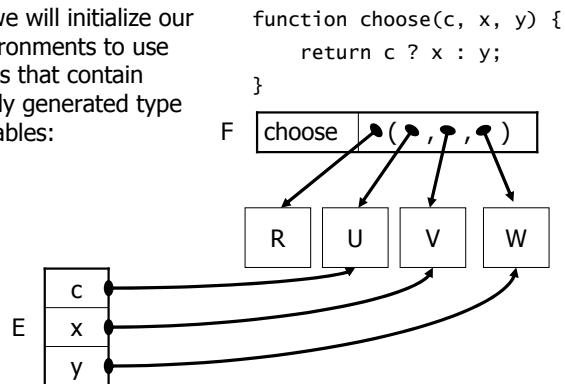 we will initialize our
ronments to use
s that contain
ly generated type
ables:
function choose(c, x, y) {
return c ? x : y;
}
F choose ( , , )
R U V W
c
E x
y